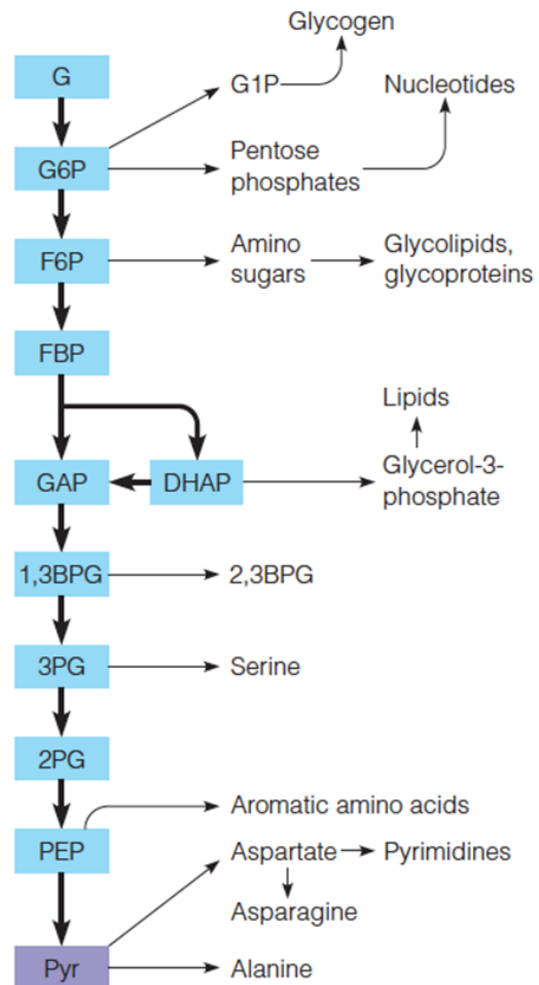 Glycogen
G
G1P
Nucleotides
G6P
Pentose
phosphates
F6P
Amino
sugars
Glycolipids,
glycoproteins
FBP
Lipids
GAP
DHAP
Glycerol-3-
phosphate
1,3BPG
2,3BPG
3PG
Serine
2PG
Aromatic amino acids
PEP
Aspartate
Pyrimidines
Asparagine
Pyr
Alanine